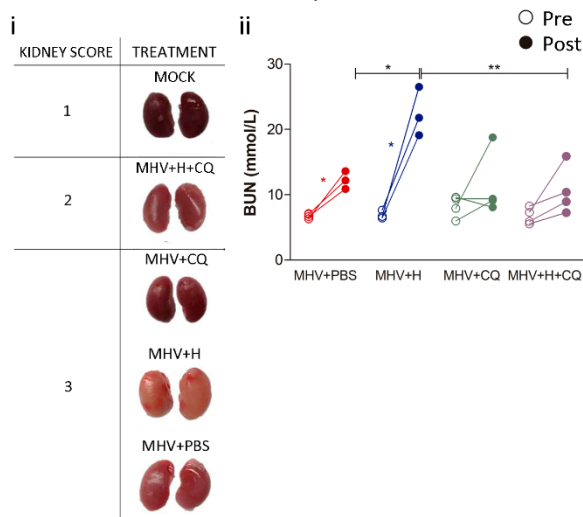 i
KIDNEY SCORE TREATMENT
MOCK
1
MHV+H+CQ
2
MHV+CQ
MHV+H
3
MHV+PBS
ii
Pre
Post
* **
30
20
10
0
BUN (mmol/L)
*
*
MHV+PBS MHV+H MHV+CQ MHV+H+CQ